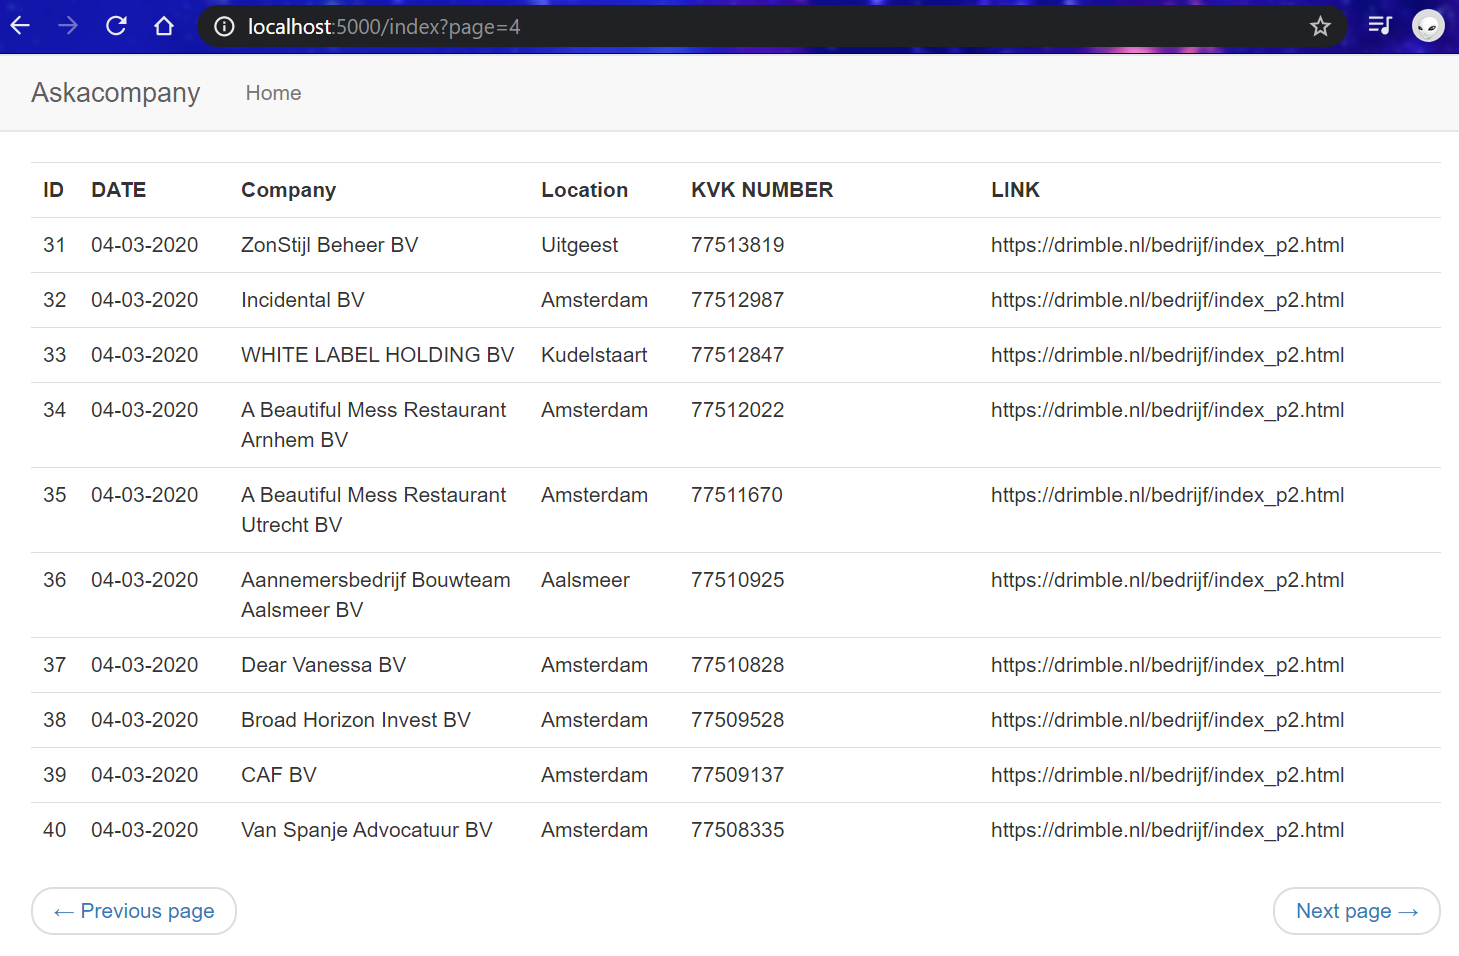 localhost:5000/index?page=4
Askacompany Home
ID DATE Company Location KVK NUMBER LINK
31 04-03-2020 ZonStijl Beheer BV Uitgeest 77513819 https://drimble.nl/bedrijf/index_p2.html
32 04-03-2020 Incidental BV Amsterdam 77512987 https://drimble.nl/bedrijf/index_p2.html
33 04-03-2020 WHITE LABEL HOLDING BV Kudelstaart 77512847 https://drimble.nl/bedrijf/index_p2.html
34 04-03-2020 A Beautiful Mess Restaurant Amsterdam 77512022 https://drimble.nl/bedrijf/index_p2.html
Arnhem BV
35 04-03-2020 A Beautiful Mess Restaurant Amsterdam 77511670 https://drimble.nl/bedrijf/index_p2.html
Utrecht BV
36 04-03-2020 Aannemersbedrijf Bouwteam Aalsmeer 77510925 https://drimble.nl/bedrijf/index_p2.html
Aalsmeer BV
37 04-03-2020 Dear Vanessa BV Amsterdam 77510828 https://drimble.nl/bedrijf/index_p2.html
38 04-03-2020 Broad Horizon Invest BV Amsterdam 77509528 https://drimble.nl/bedrijf/index_p2.html
39 04-03-2020 CAF BV Amsterdam 77509137 https://drimble.nl/bedrijf/index_p2.html
40 04-03-2020 Van Spanje Advocatuur BV Amsterdam 77508335 https://drimble.nl/bedrijf/index_p2.html
← Previous page Next page →